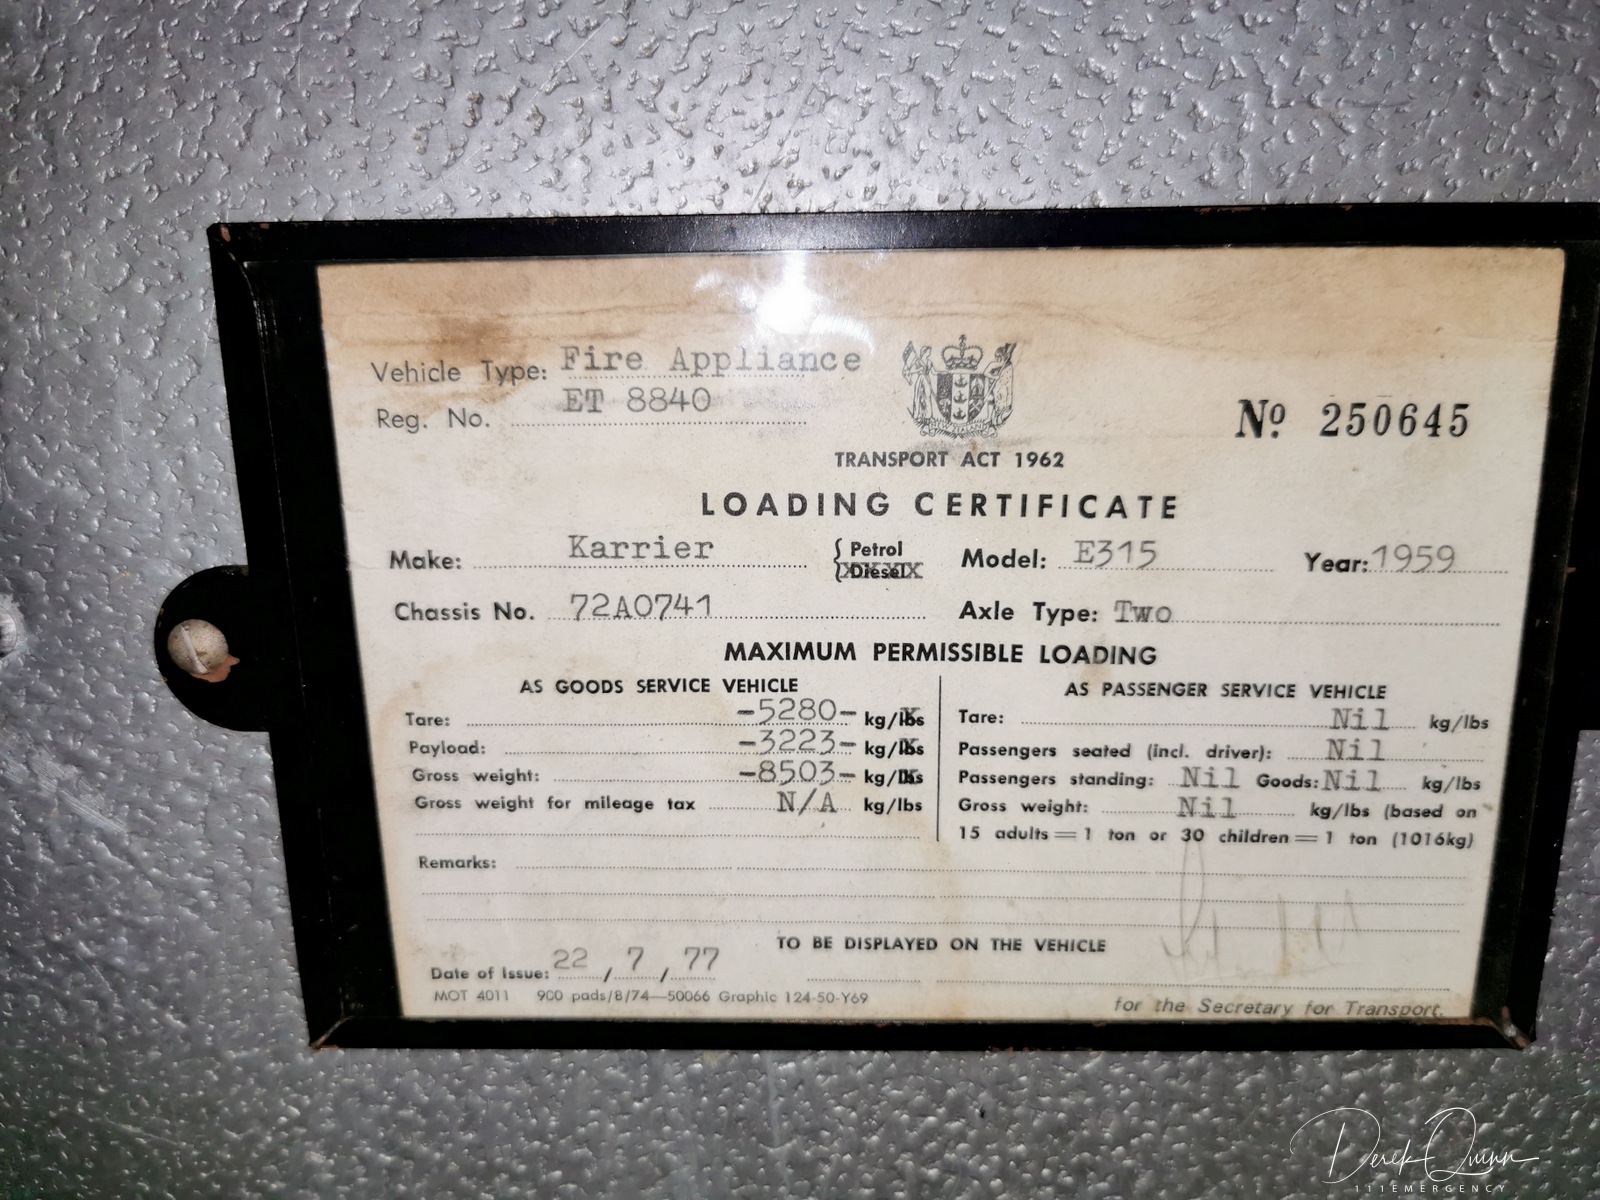 Vehicle Type: Fire Appliance
Reg. No. ET 8840
Nº 250645
TRANSPORT ACT 1962
LOADING CERTIFICATE
Make: Karrier { Petrol Diesel Model: E315 Year: 1959
Chassis No. 72A0741 Axle Type: Two
MAXIMUM PERMISSIBLE LOADING
AS GOODS SERVICE VEHICLE
Tare: -5280- kg/lbs
Payload: -3223- kg/lbs
Gross weight: -8503- kg/lbs
Gross weight for mileage tax N/A kg/lbs
AS PASSENGER SERVICE VEHICLE
Tare: Nil kg/lbs
Passengers seated (incl. driver): Nil
Passengers standing: Nil Goods: Nil kg/lbs
Gross weight: Nil kg/lbs (based on
15 adults = 1 ton or 30 children = 1 ton (1016kg)
Remarks:
TO BE DISPLAYED ON THE VEHICLE
Date of Issue: 22 / 7 / 77
MOT 4011 900 pads/8/74—50066 Graphic 124-50-Y69
for the Secretary for Transport.
Derek Quinn
111EMERGENCY